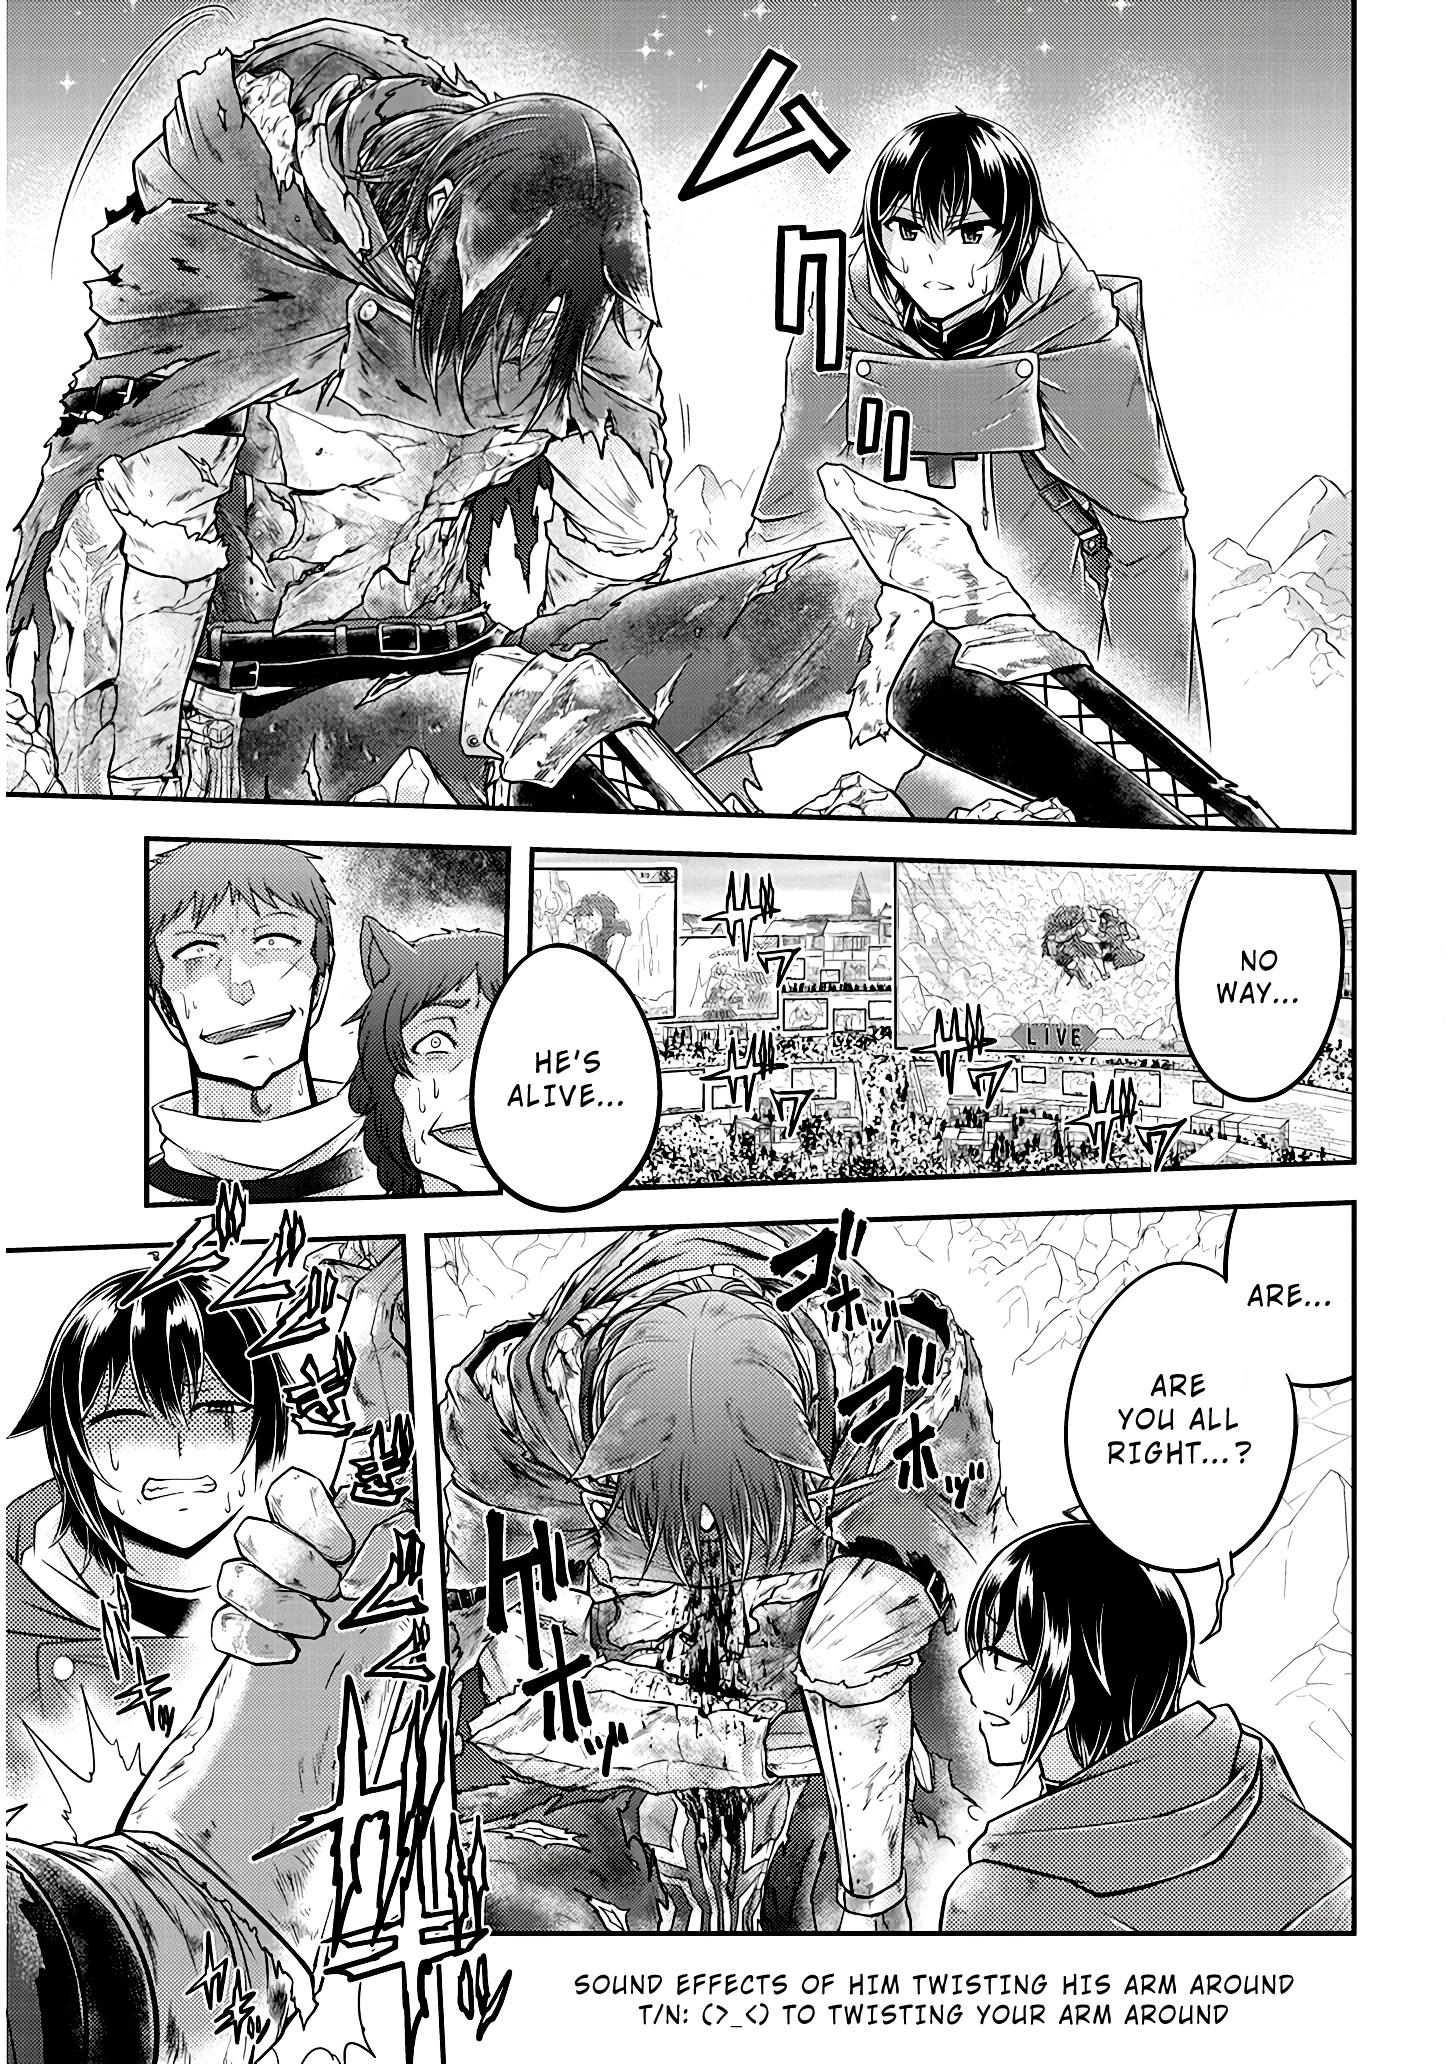 ムクッ
NO
WAY...
ザワ
ザワ
ザワ
ザワ
LIVE
HE'S
ALIVE...
ARE...
ARE
YOU ALL
RIGHT...?
ゴホッ
ゴホッ
ゲホ
SOUND EFFECTS OF HIM TWISTING HIS ARM AROUND
T/N: (>_<) TO TWISTING YOUR ARM AROUND